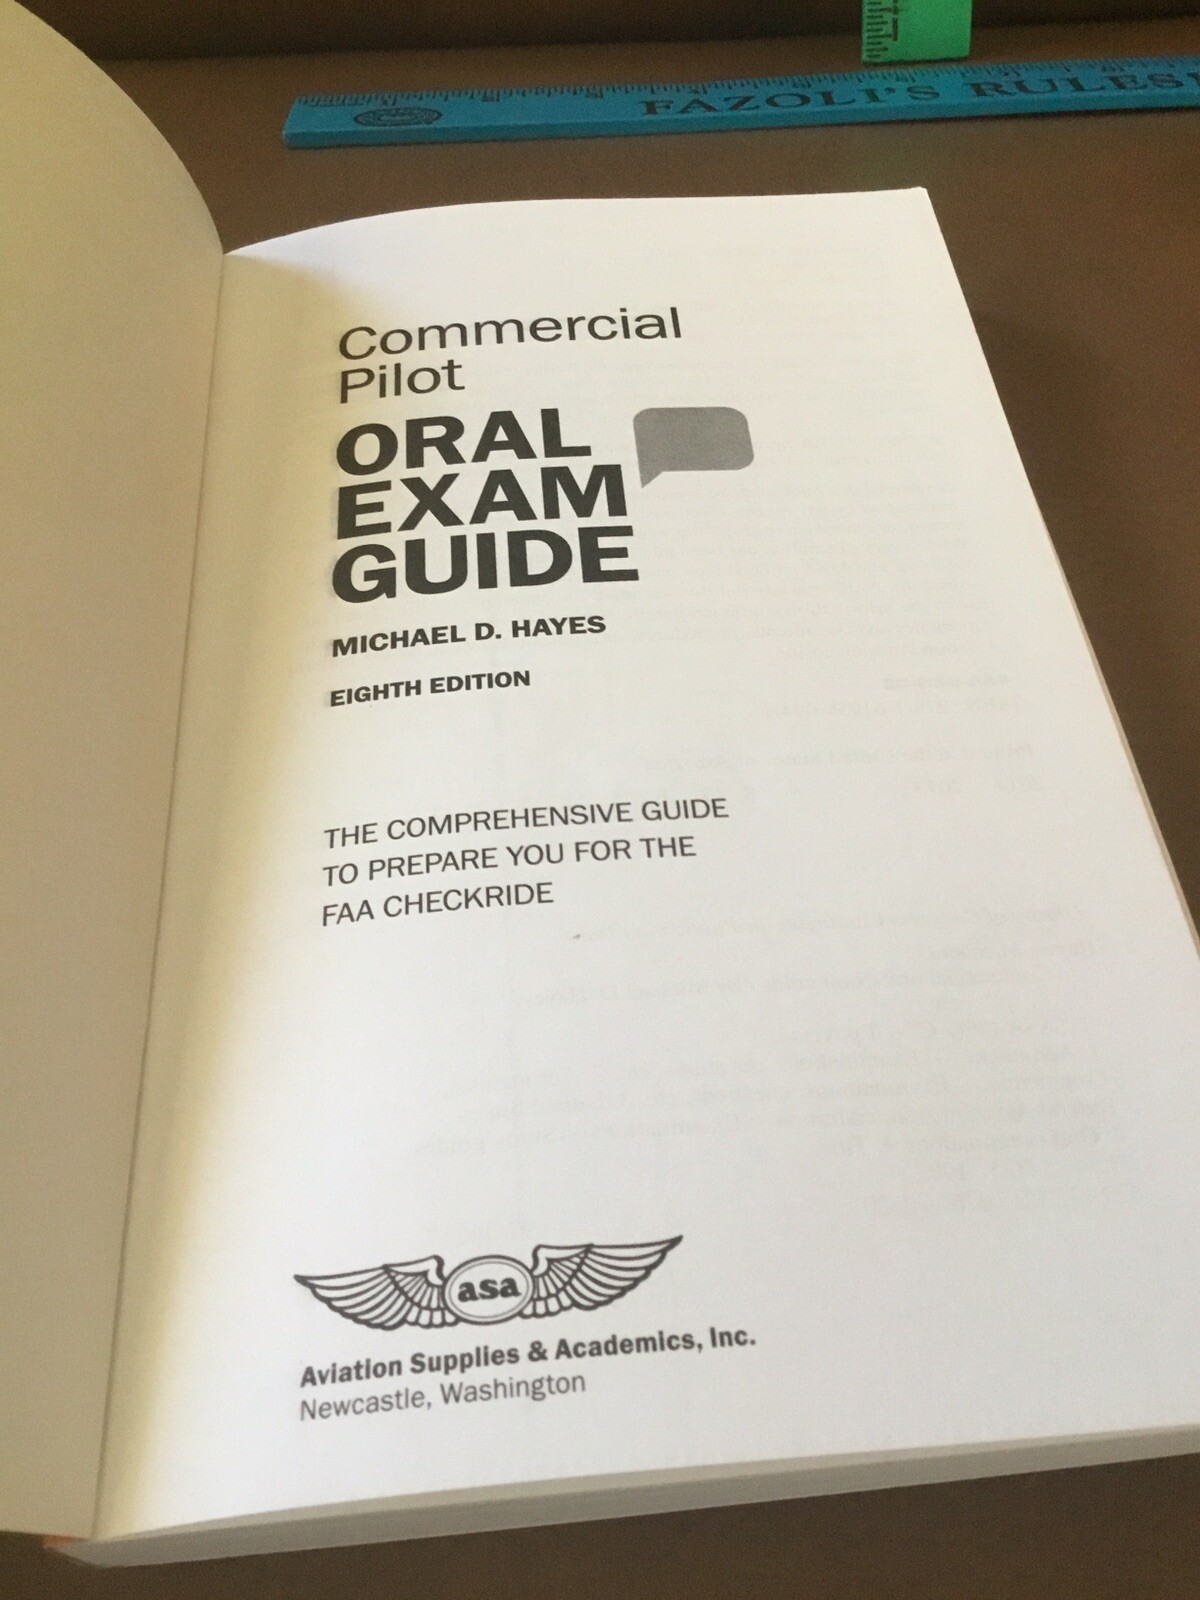 FAZOLI'S RULES!
Commercial
Pilot
ORAL
EXAM
GUIDE
MICHAEL D. HAYES
EIGHTH EDITION
THE COMPREHENSIVE GUIDE
TO PREPARE YOU FOR THE
FAA CHECKRIDE
asa
Aviation Supplies & Academics, Inc.
Newcastle, Washington